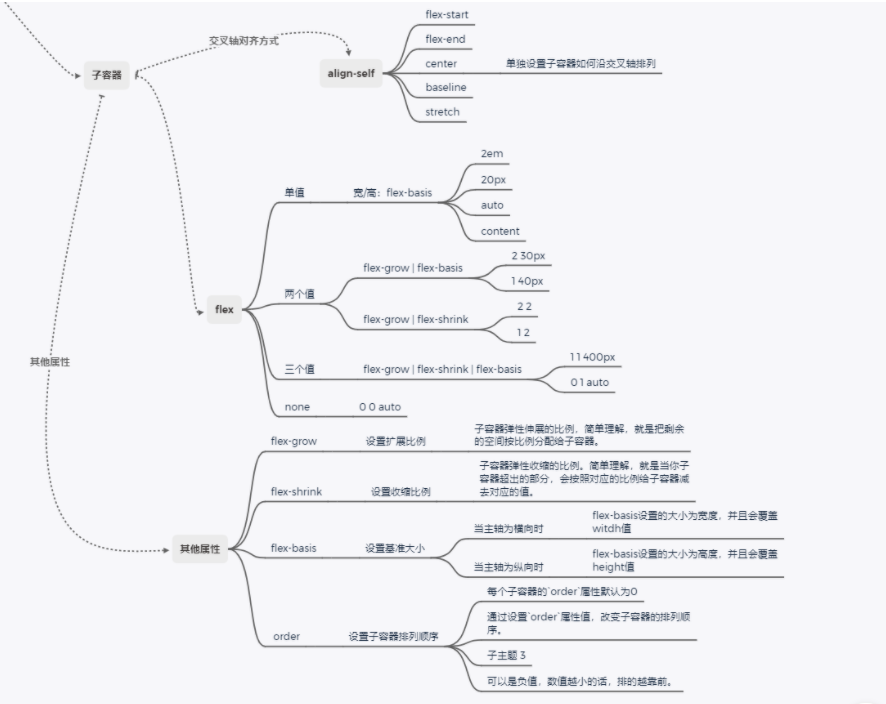 子容器
交叉轴对齐方式
align-self
flex-start
flex-end
center
单独设置子容器如何沿交叉轴排列
baseline
stretch
flex
单值
宽/高：flex-basis
2em
20px
auto
content
两个值
flex-grow | flex-basis
2 30px
1 40px
flex-grow | flex-shrink
2 2
1 2
三个值
flex-grow | flex-shrink | flex-basis
1 1 400px
0 1 auto
none
0 0 auto
其他属性
其他属性
flex-grow
设置扩展比例
子容器弹性伸展的比例，简单理解，就是把剩余
的空间按比例分配给子容器。
flex-shrink
设置收缩比例
子容器弹性收缩的比例。简单理解，就是当你子
容器超出的部分，会按照对应的比例给子容器减
去对应的值。
flex-basis
设置基准大小
当主轴为横向时
flex-basis设置的大小为宽度，并且会覆盖
witdh值
当主轴为纵向时
flex-basis设置的大小为高度，并且会覆盖
height值
order
设置子容器排列顺序
每个子容器的`order`属性默认为0
通过设置`order`属性值，改变子容器的排列顺
序。
子主题 3
可以是负值，数值越小的话，排的越靠前。